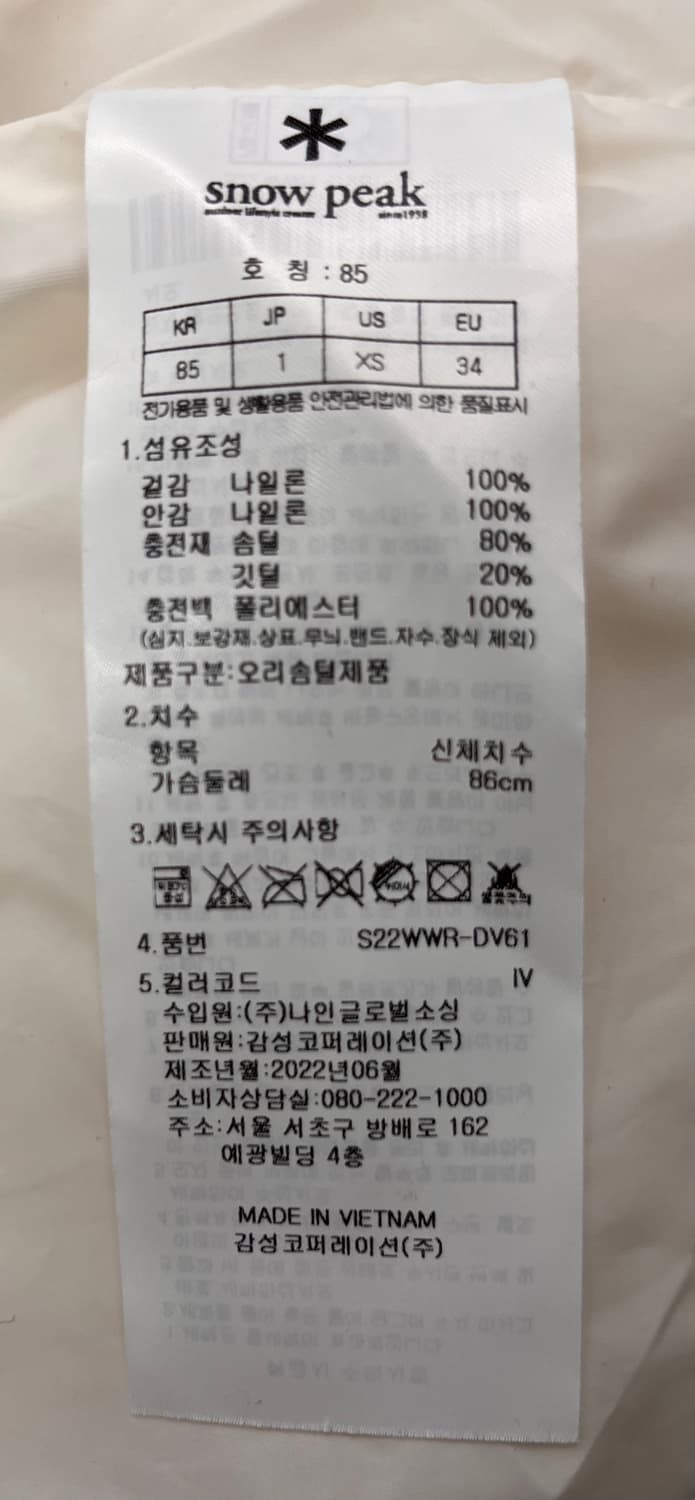 snow peak
outdoor lifestyle creator since1958
호 칭 : 85
KR JP US EU
85 1 XS 34
전기용품 및 생활용품 안전관리법에 의한 품질표시
1.섬유조성
겉감 나일론 100%
안감 나일론 100%
충전재 솜털 80%
깃털 20%
충전백 폴리에스터 100%
(심지.보강재.상표.무늬.밴드.자수.장식 제외)
제품구분:오리솜털제품
2.치수
항목 신체치수
가슴둘레 86cm
3.세탁시 주의사항
불꽃주의
4.품번 S22WWR-DV61
5.컬러코드 IV
수입원:(주)나인글로벌소싱
판매원:감성코퍼레이션(주)
제조년월:2022년06월
소비자상담실:080-222-1000
주소:서울 서초구 방배로 162
예광빌딩 4층
MADE IN VIETNAM
감성코퍼레이션(주)